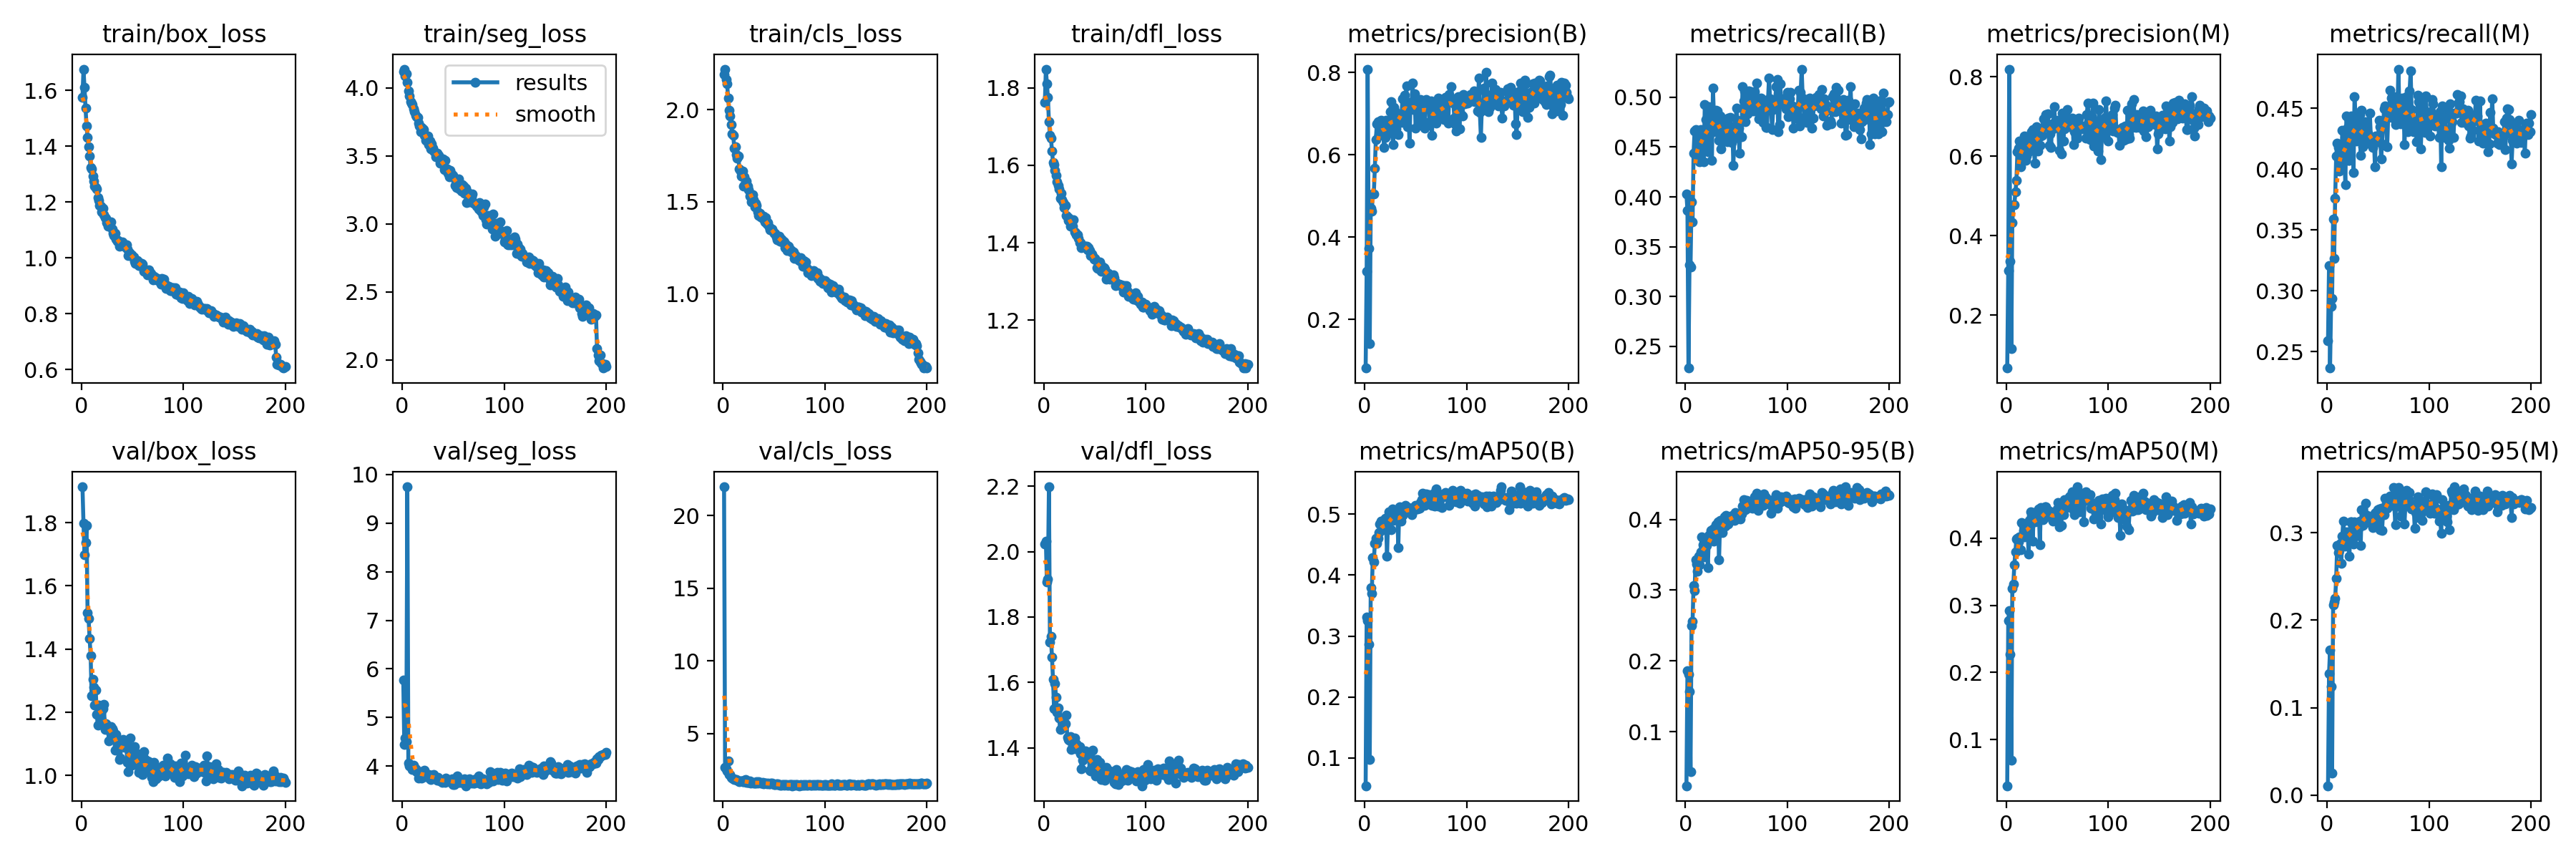 train/box_loss
train/seg_loss
train/cls_loss
train/dfl_loss
metrics/precision(B)
metrics/recall(B)
metrics/precision(M)
metrics/recall(M)
1.6
1.4
1.2
1.0
0.8
0.6
0 100 200
4.0
3.5
3.0
2.5
2.0
results
smooth
0 100 200
2.0
1.5
1.0
0 100 200
1.8
1.6
1.4
1.2
0 100 200
0.8
0.6
0.4
0.2
0 100 200
0.50
0.45
0.40
0.35
0.30
0.25
0 100 200
0.8
0.6
0.4
0.2
0 100 200
0.45
0.40
0.35
0.30
0.25
0 100 200
val/box_loss
val/seg_loss
val/cls_loss
val/dfl_loss
metrics/mAP50(B)
metrics/mAP50-95(B)
metrics/mAP50(M)
metrics/mAP50-95(M)
1.8
1.6
1.4
1.2
1.0
0 100 200
10
9
8
7
6
5
4
0 100 200
20
15
10
5
0 100 200
2.2
2.0
1.8
1.6
1.4
0 100 200
0.5
0.4
0.3
0.2
0.1
0 100 200
0.4
0.3
0.2
0.1
0 100 200
0.4
0.3
0.2
0.1
0 100 200
0.3
0.2
0.1
0.0
0 100 200